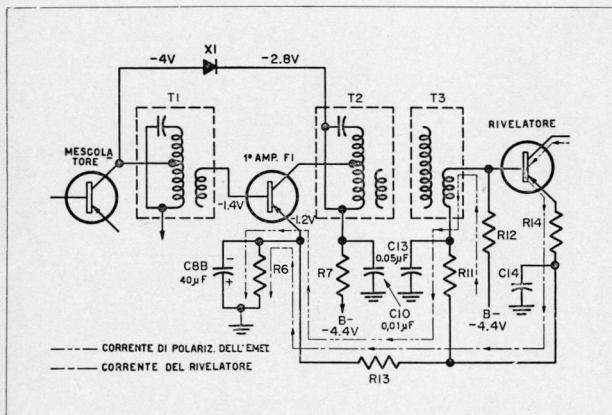 -4V
X1
-2.8V
T1
T2
T3
RIVELATORE
MESCOLA
TORE
1º AMP. FI
-1.4V
-1.2V
R14
R12
C8B
40µF
R6
R7
C13
0.05µF
R11
C14
C10
0,01µF
B-
-4.4V
B-
-4.4V
CORRENTE DI POLARIZ. DELL'EMET.
CORRENTE DEL RIVELATORE
R13